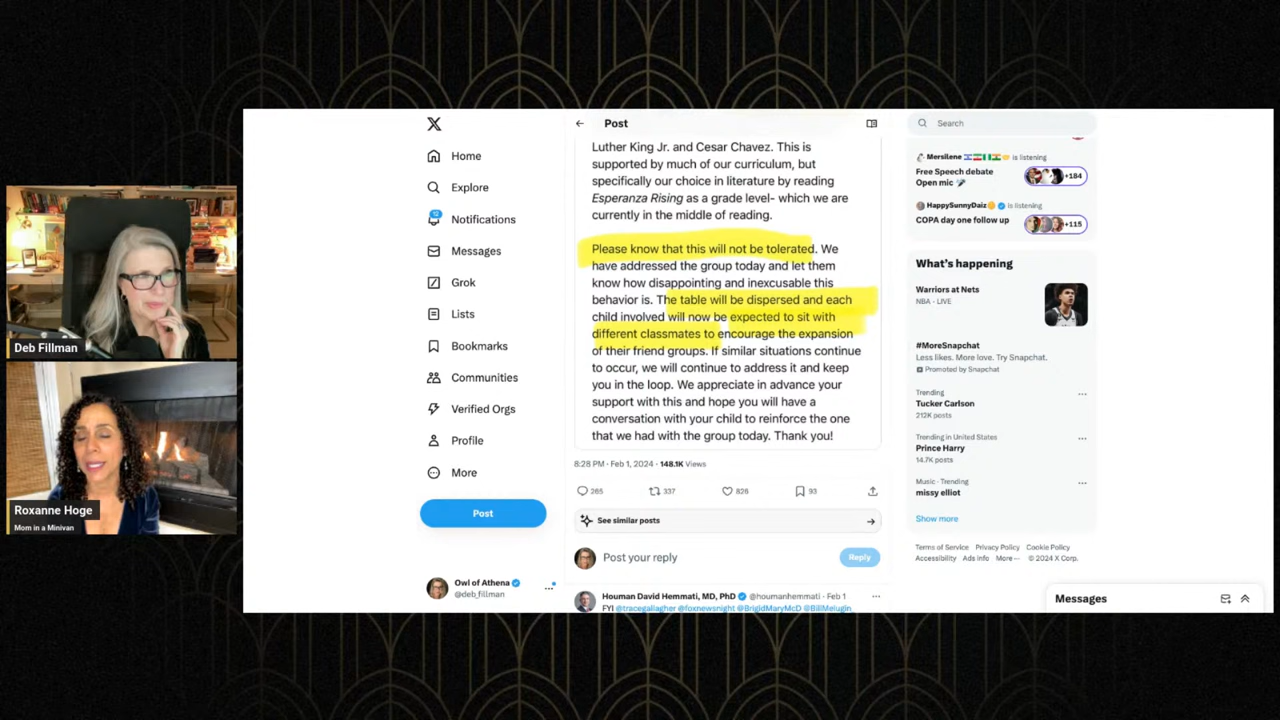 Deb Fillman
Roxanne Hoge
Mom in a Minivan
Home
Explore
12
Notifications
Messages
Grok
Lists
Bookmarks
Communities
Verified Orgs
Profile
More
Post
Owl of Athena
@deb_fillman
Post
Luther King Jr. and Cesar Chavez. This is
supported by much of our curriculum, but
specifically our choice in literature by reading
Esperanza Rising as a grade level- which we are
currently in the middle of reading.
Please know that this will not be tolerated. We
have addressed the group today and let them
know how disappointing and inexcusable this
behavior is. The table will be dispersed and each
child involved will now be expected to sit with
different classmates to encourage the expansion
of their friend groups. If similar situations continue
to occur, we will continue to address it and keep
you in the loop. We appreciate in advance your
support with this and hope you will have a
conversation with your child to reinforce the one
that we had with the group today. Thank you!
8:28 PM · Feb 1, 2024 · 148.1K Views
265 337 826 93
See similar posts
Post your reply
Reply
Houman David Hemmati, MD, PhD @houmanhemmati · Feb 1
FYI @tracegallagher @foxnewsnight @BrigidMaryMcD @BillMelugin
Search
Mersilene is listening
Free Speech debate
Open mic
+184
HappySunnyDaiz is listening
COPA day one follow up
+115
What's happening
Warriors at Nets
NBA · LIVE
#MoreSnapchat
Less likes. More love. Try Snapchat.
Promoted by Snapchat
Trending
Tucker Carlson
212K posts
Trending in United States
Prince Harry
14.7K posts
Music · Trending
missy elliot
Show more
Terms of Service Privacy Policy Cookie Policy
Accessibility Ads info More ··· © 2024 X Corp.
Messages